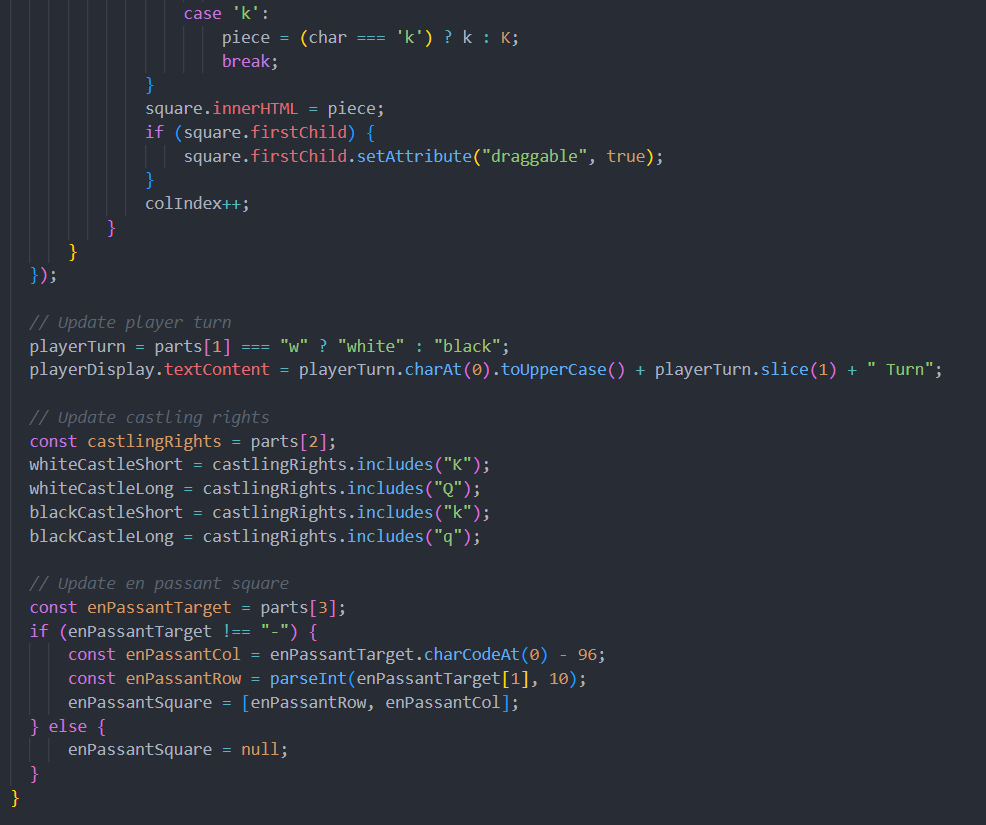 case 'k':
piece = (char === 'k') ? k : K;
break;
}
square.innerHTML = piece;
if (square.firstChild) {
square.firstChild.setAttribute("draggable", true);
}
colIndex++;
}
}
});
// Update player turn
playerTurn = parts[1] === "w" ? "white" : "black";
playerDisplay.textContent = playerTurn.charAt(0).toUpperCase() + playerTurn.slice(1) + " Turn";
// Update castling rights
const castlingRights = parts[2];
whiteCastleShort = castlingRights.includes("K");
whiteCastleLong = castlingRights.includes("Q");
blackCastleShort = castlingRights.includes("k");
blackCastleLong = castlingRights.includes("q");
// Update en passant square
const enPassantTarget = parts[3];
if (enPassantTarget !== "-") {
const enPassantCol = enPassantTarget.charCodeAt(0) - 96;
const enPassantRow = parseInt(enPassantTarget[1], 10);
enPassantSquare = [enPassantRow, enPassantCol];
} else {
enPassantSquare = null;
}
}